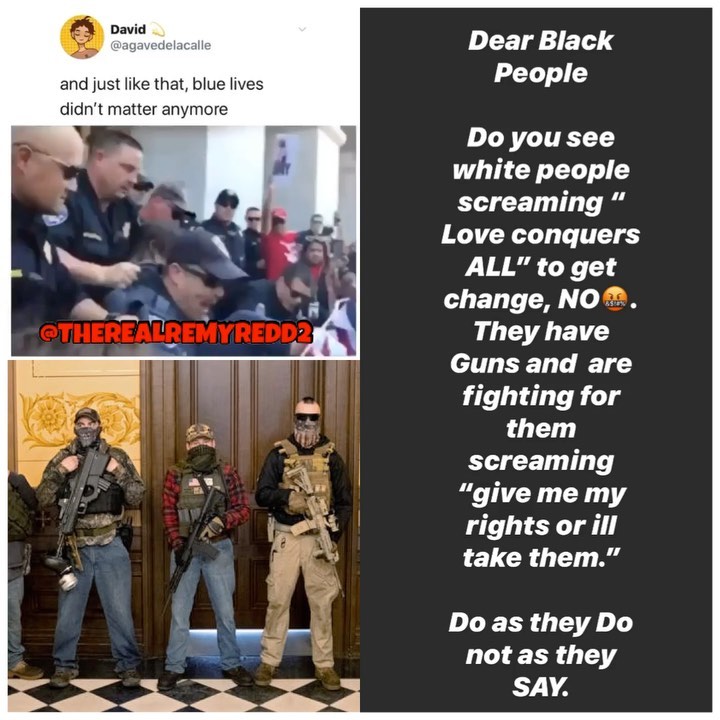 David 💫
@agavedelacalle
and just like that, blue lives
didn't matter anymore
@THEREALREMYREDD2
Dear Black
People
Do you see
white people
screaming "
Love conquers
ALL" to get
change, NO🤬.
They have
Guns and are
fighting for
them
screaming
"give me my
rights or ill
take them."
Do as they Do
not as they
SAY.